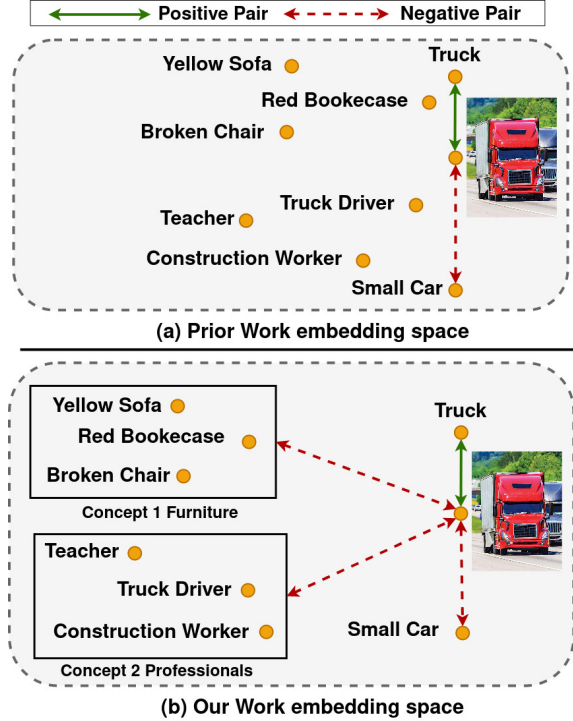 Positive Pair
Negative Pair
Yellow Sofa
Truck
Red Bookecase
Broken Chair
Truck Driver
Teacher
Construction Worker
Small Car
(a) Prior Work embedding space
Yellow Sofa
Truck
Red Bookecase
Broken Chair
Concept 1 Furniture
Teacher
Truck Driver
Construction Worker
Small Car
Concept 2 Professionals
(b) Our Work embedding space